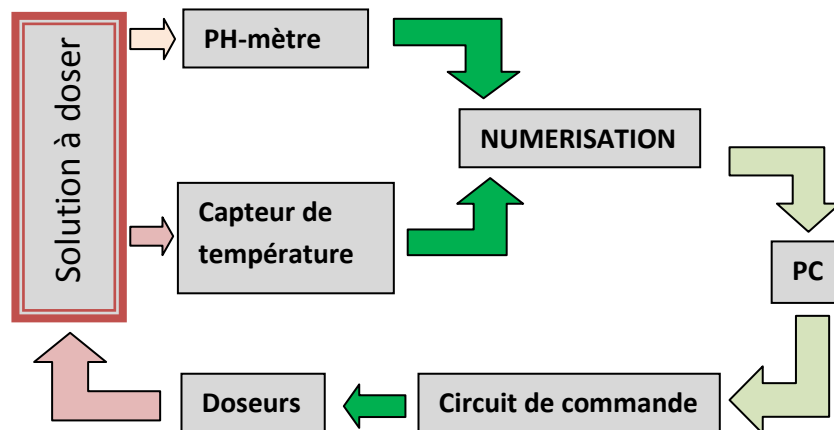 Solution à doser
PH-mètre
NUMERISATION
Capteur de
température
PC
Doseurs
Circuit de commande